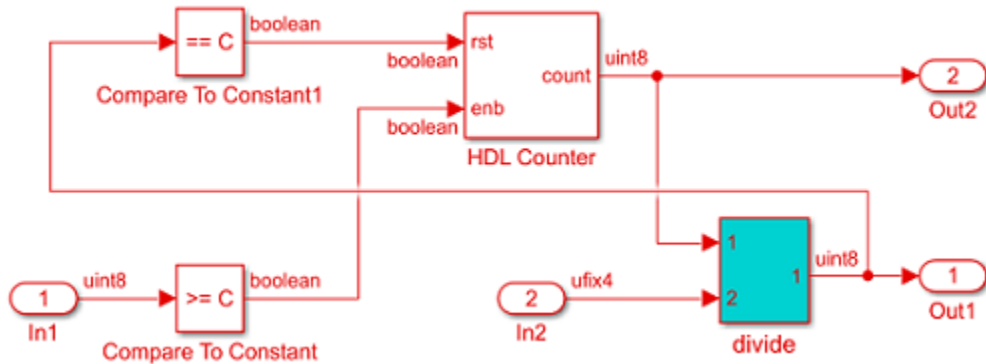 == C
boolean
Compare To Constant1
boolean
rst
count
enb
boolean
HDL Counter
uint8
2
Out2
1
In1
uint8
>= C
boolean
Compare To Constant
2
In2
ufix4
1
2
1
divide
uint8
1
Out1